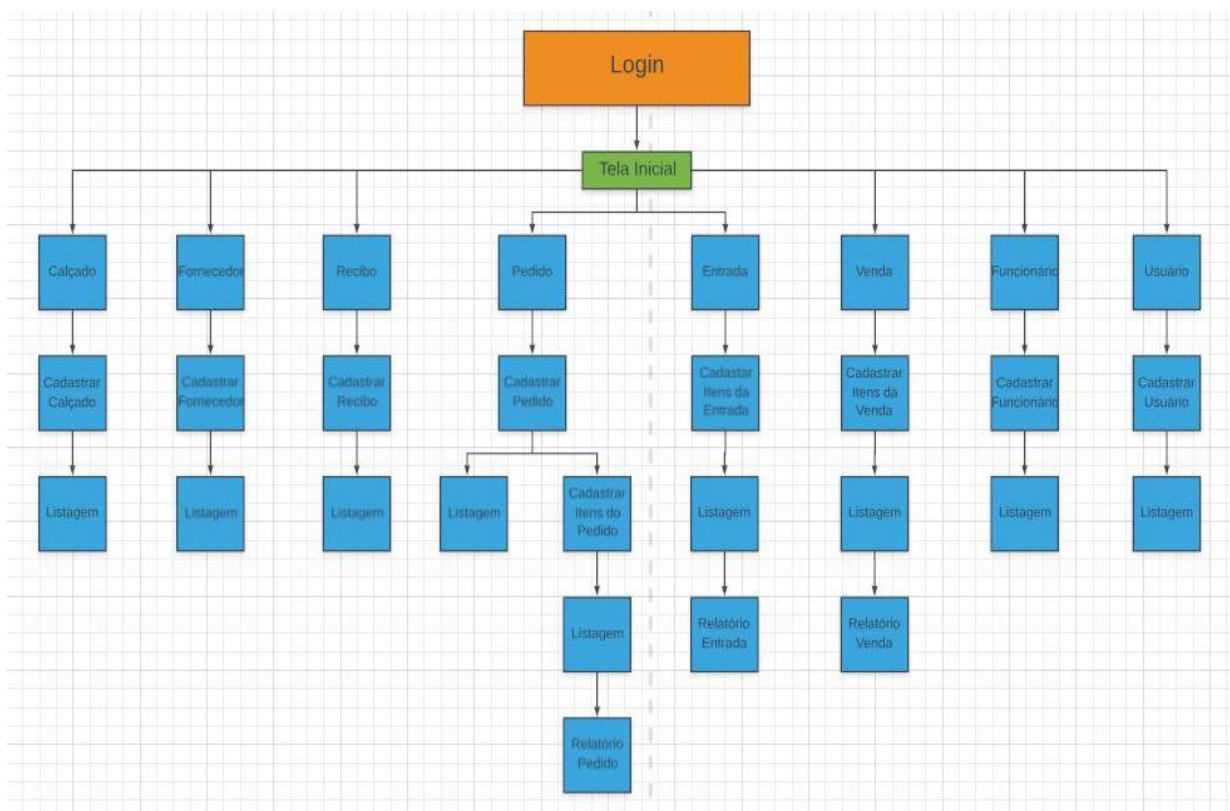 Login
Tela Inicial
Calçado
Fornecedor
Recibo
Pedido
Entrada
Venda
Funcionário
Usuário
Cadastrar
Calçado
Cadastrar
Fornecedor
Cadastrar
Recibo
Cadastrar
Pedido
Cadastar
Itens da
Entrada
Cadastrar
Itens da
Venda
Cadastrar
Funcionário
Cadastrar
Usuário
Listagem
Listagem
Listagem
Listagem
Cadastrar
Itens do
Pedido
Listagem
Listagem
Listagem
Listagem
Listagem
Relatório
Entrada
Relatório
Venda
Relatório
Pedido